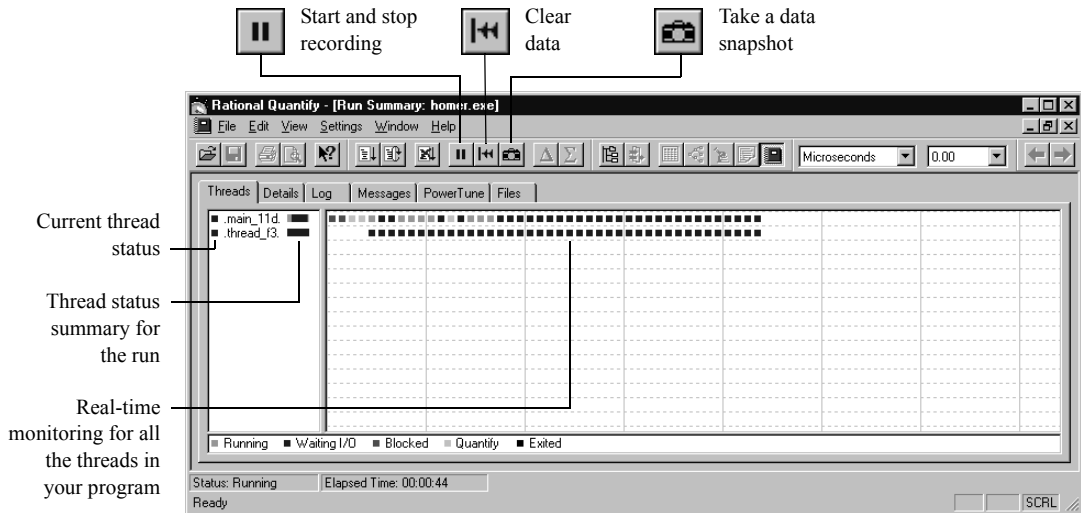 Start and stop
recording
Clear
data
Take a data
snapshot
Rational Quantify - [Run Summary: homer.exe]
File Edit View Settings Window Help
Microseconds
0.00
Threads Details Log Messages PowerTune Files
.main_11d.
.thread_f3.
Current thread
status
Thread status
summary for
the run
Real-time
monitoring for all
the threads in
your program
Running Waiting I/O Blocked Quantify Exited
Status: Running Elapsed Time: 00:00:44
Ready SCRL